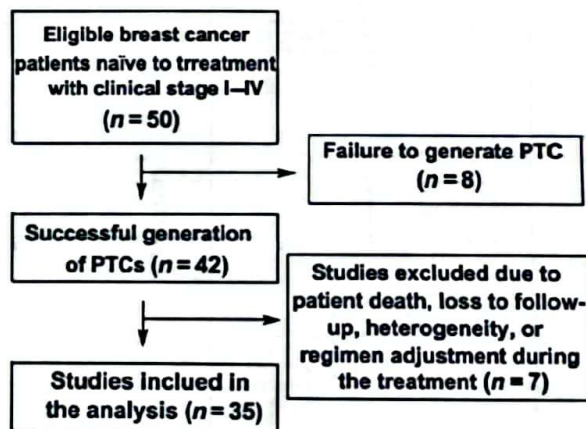 Eligible breast cancer
patients naïve to trreatment
with clinical stage I–IV
(n = 50)
Failure to generate PTC
(n = 8)
Successful generation
of PTCs (n = 42)
Studies excluded due to
patient death, loss to follow-
up, heterogeneity, or
regimen adjustment during
the treatment (n = 7)
Studies inclued in
the analysis (n = 35)